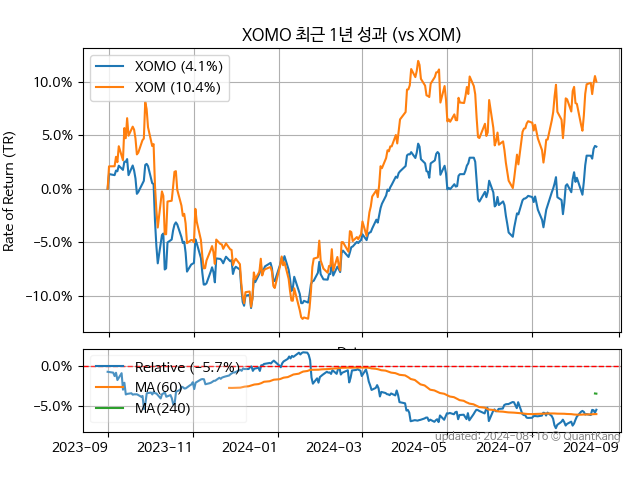 XOMO 최근 1년 성과 (vs XOM)
Rate of Return (TR)
10.0%
5.0%
0.0%
−5.0%
−10.0%
XOMO (4.1%)
XOM (10.4%)
0.0%
−5.0%
Relative (−5.7%)
MA(60)
MA(240)
updated: 2024-08-16 © QuantKang
2023-09
2023-11
2024-01
2024-03
2024-05
2024-07
2024-09